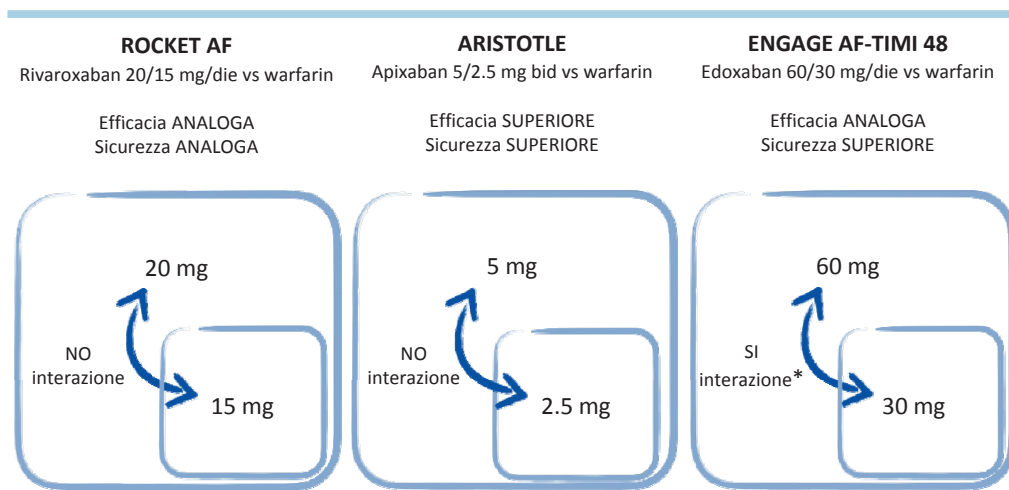 ROCKET AF
Rivaroxaban 20/15 mg/die vs warfarin
Efficacia ANALOGA
Sicurezza ANALOGA
20 mg
NO
interazione
15 mg
ARISTOTLE
Apixaban 5/2.5 mg bid vs warfarin
Efficacia SUPERIORE
Sicurezza SUPERIORE
5 mg
NO
interazione
2.5 mg
ENGAGE AF-TIMI 48
Edoxaban 60/30 mg/die vs warfarin
Efficacia ANALOGA
Sicurezza SUPERIORE
60 mg
SI
interazione*
30 mg